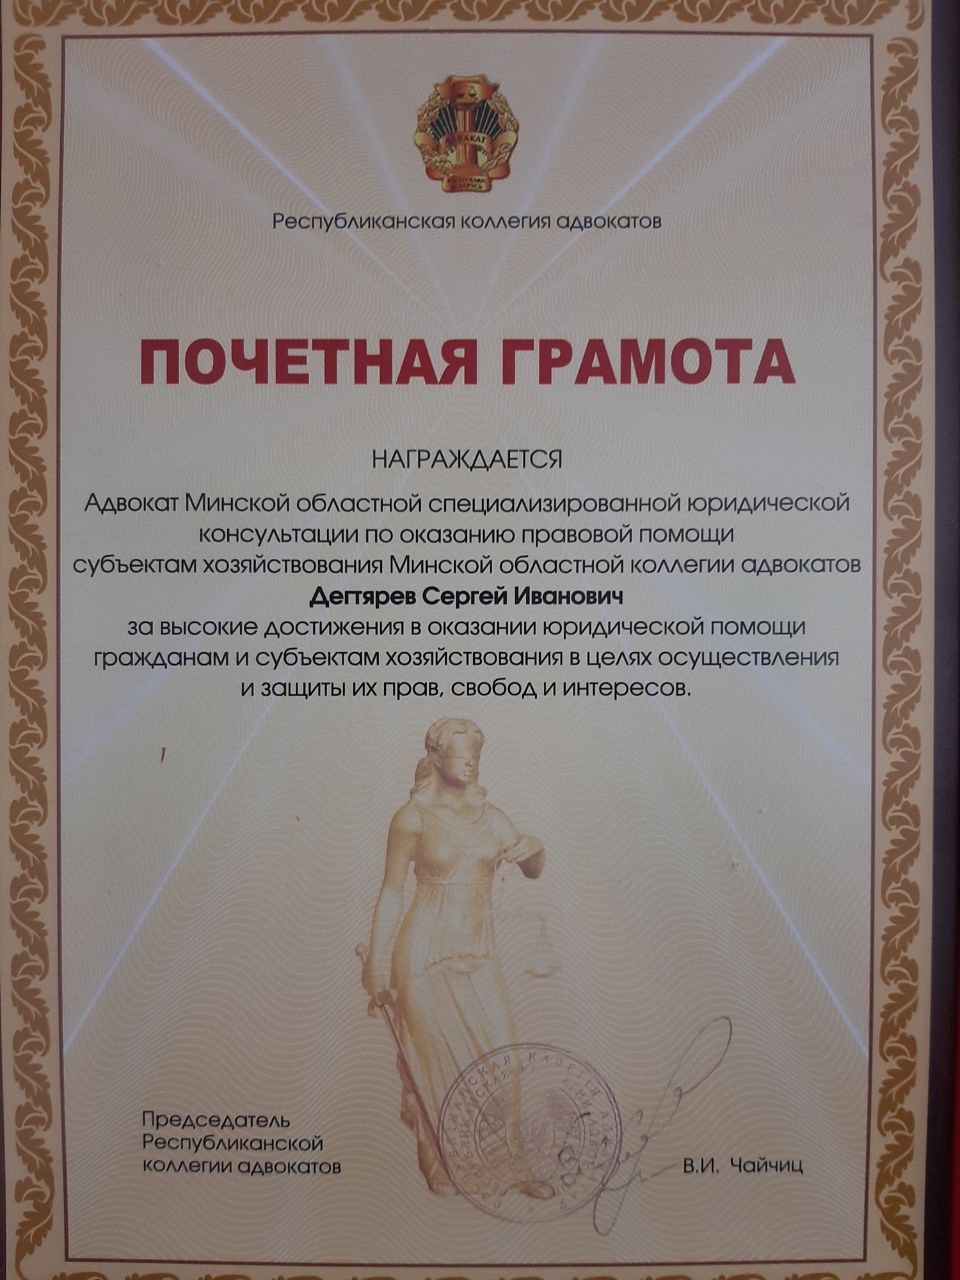 АДВАКАТ
РЭСПУБЛІКА
БЕЛАРУСЬ
Республиканская коллегия адвокатов
ПОЧЕТНАЯ ГРАМОТА
НАГРАЖДАЕТСЯ
Адвокат Минской областной специализированной юридической
консультации по оказанию правовой помощи
субъектам хозяйствования Минской областной коллегии адвокатов
Дегтярев Сергей Иванович
за высокие достижения в оказании юридической помощи
гражданам и субъектам хозяйствования в целях осуществления
и защиты их прав, свобод и интересов.
Председатель
Республиканской
коллегии адвокатов
В.И. Чайчиц